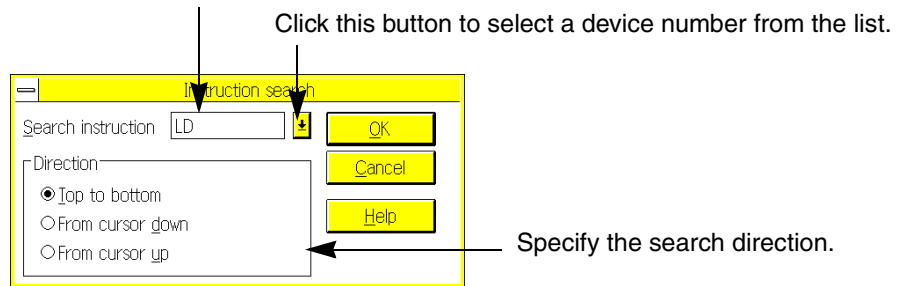 Click this button to select a device number from the list.
Instruction search
Search instruction LD OK
Direction Cancel
Top to bottom
From cursor down Help
From cursor up
Specify the search direction.